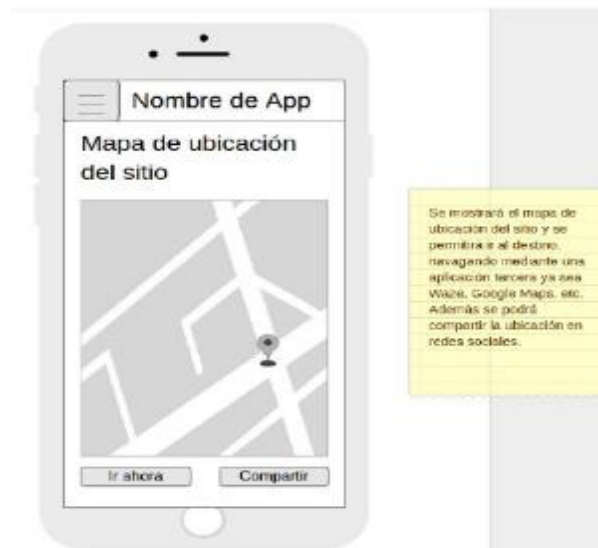 Nombre de App
Mapa de ubicación
del sitio
Ir ahora
Compartir
Se mostrará el mapa de
ubicación del sitio y se
permitira ir al destino,
navagando mediante una
aplicación tercera ya sea
Waze, Google Maps, etc.
Además se podrá
compartir la ubicación en
redes sociales.